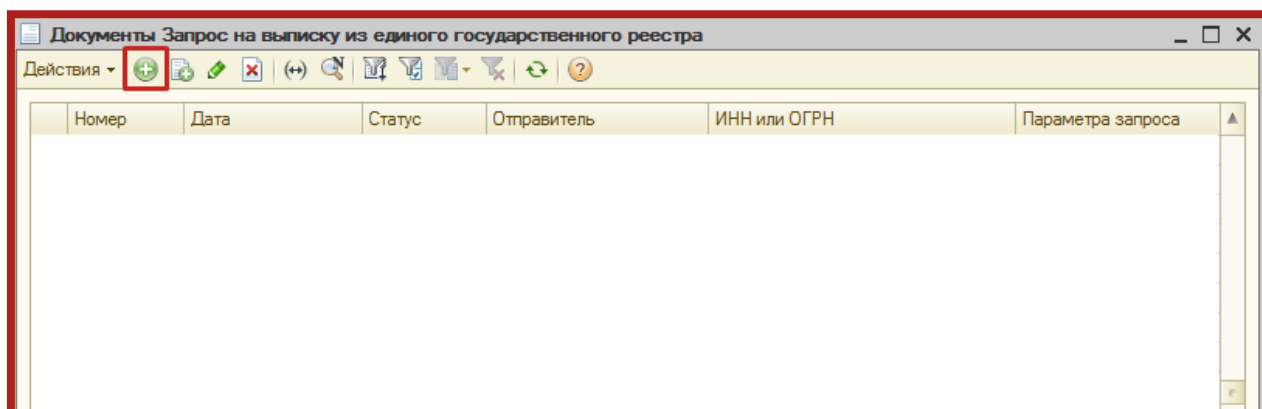 Документы Запрос на выписку из единого государственного реестра
Действия
Номер Дата Статус Отправитель ИНН или ОГРН Параметра запроса